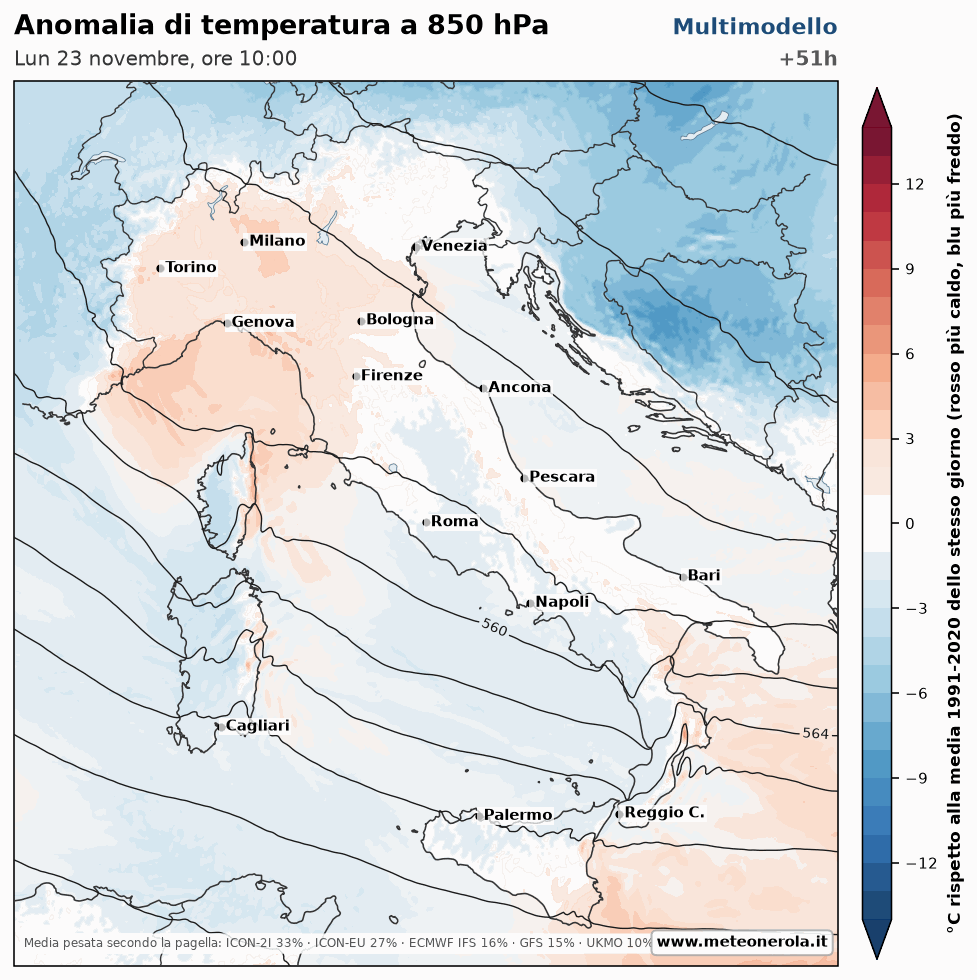 Anomalia di temperatura a 850 hPa
Multimodello
Lun 23 novembre, ore 10:00
+51h
Milano
Venezia
Torino
Genova
Bologna
Firenze
Ancona
Pescara
Roma
Bari
Napoli
560
Cagliari
564
Palermo
Reggio C.
12
9
6
3
0
−3
−6
−9
−12
°C rispetto alla media 1991-2020 dello stesso giorno (rosso più caldo, blu più freddo)
Media pesata secondo la pagella: ICON-2I 33% · ICON-EU 27% · ECMWF IFS 16% · GFS 15% · UKMO 10%
www.meteonerola.it